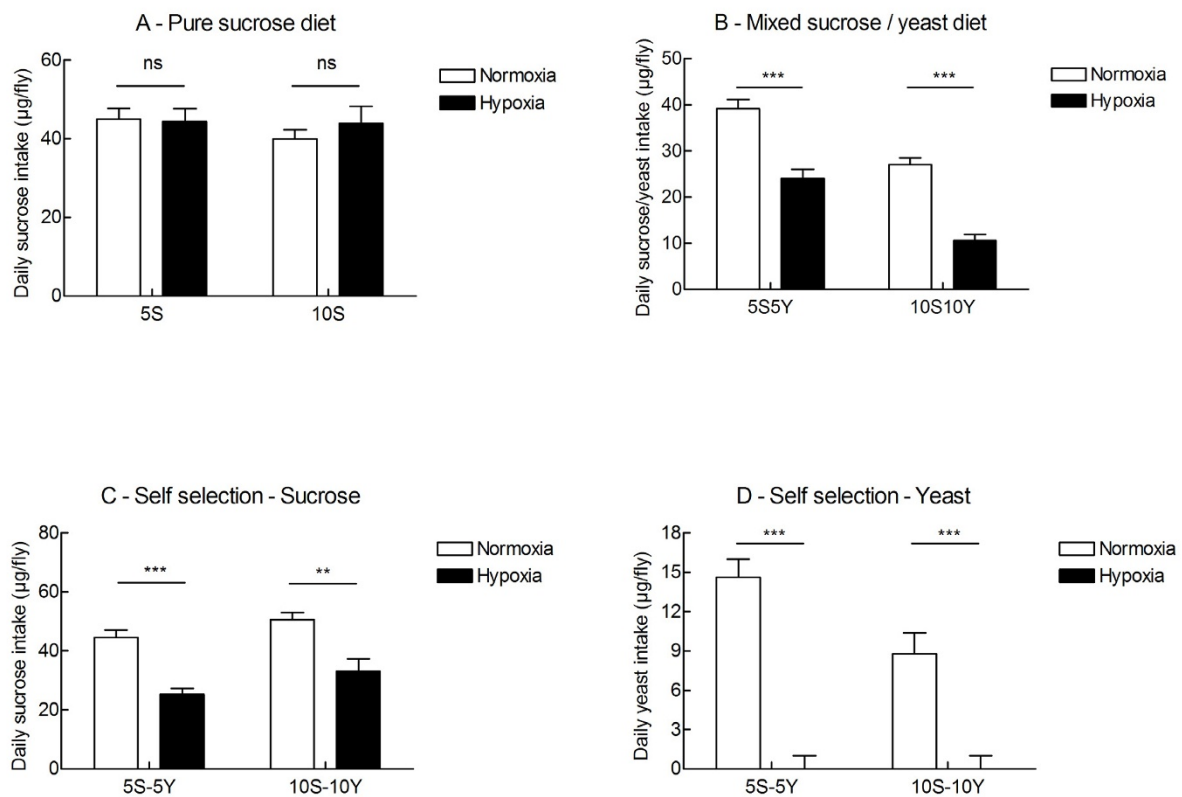 A - Pure sucrose diet
Daily sucrose intake (µg/fly)
60
40
20
0
ns
ns
5S
10S
Normoxia
Hypoxia
B - Mixed sucrose / yeast diet
Daily sucrose/yeast intake (µg/fly)
50
40
30
20
10
0
***
***
5S5Y
10S10Y
Normoxia
Hypoxia
C - Self selection - Sucrose
Daily sucrose intake (µg/fly)
80
60
40
20
0
***
**
5S-5Y
10S-10Y
Normoxia
Hypoxia
D - Self selection - Yeast
Daily yeast intake (µg/fly)
18
15
12
9
6
3
0
***
***
5S-5Y
10S-10Y
Normoxia
Hypoxia